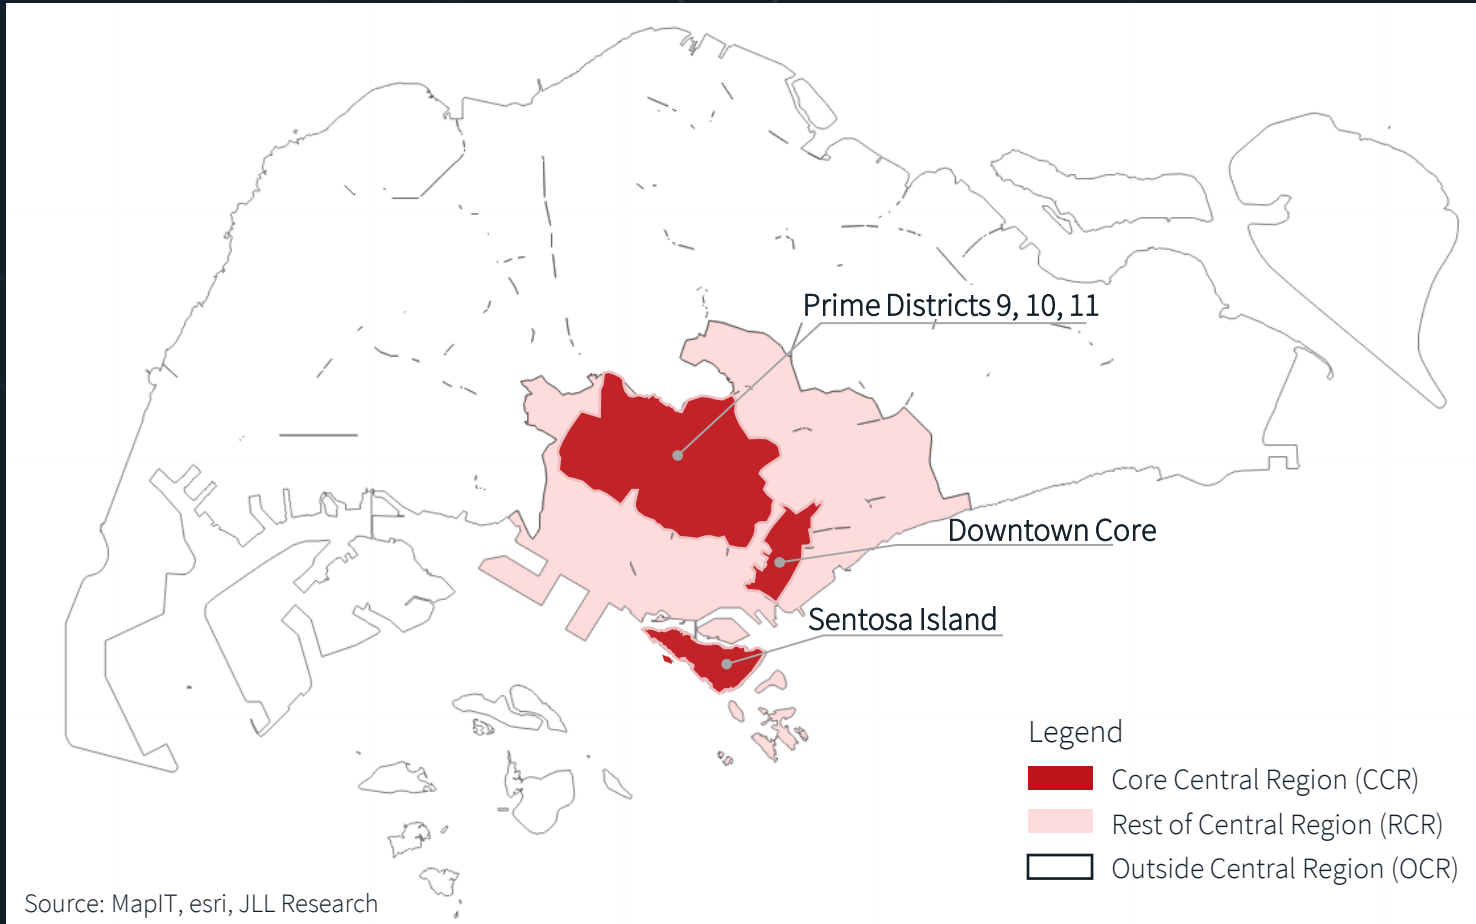 Prime Districts 9, 10, 11
Downtown Core
Sentosa Island
Legend
Core Central Region (CCR)
Rest of Central Region (RCR)
Outside Central Region (OCR)
Source: MapIT, esri, JLL Research